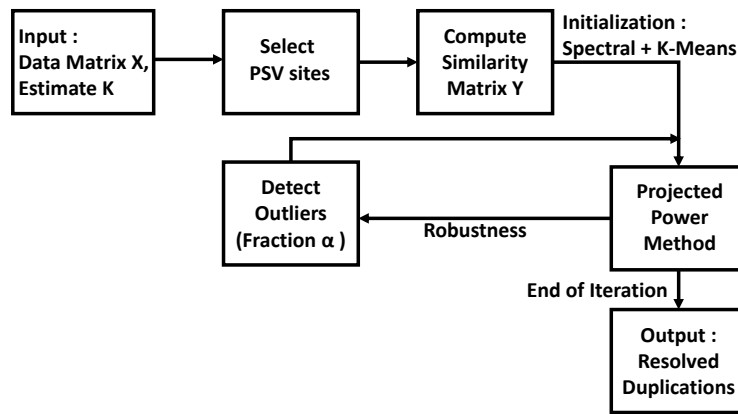 Input :
Data Matrix X,
Estimate K
Select
PSV sites
Compute
Similarity
Matrix Y
Initialization :
Spectral + K-Means
Detect
Outliers
(Fraction α )
Robustness
Projected
Power
Method
End of Iteration
Output :
Resolved
Duplications